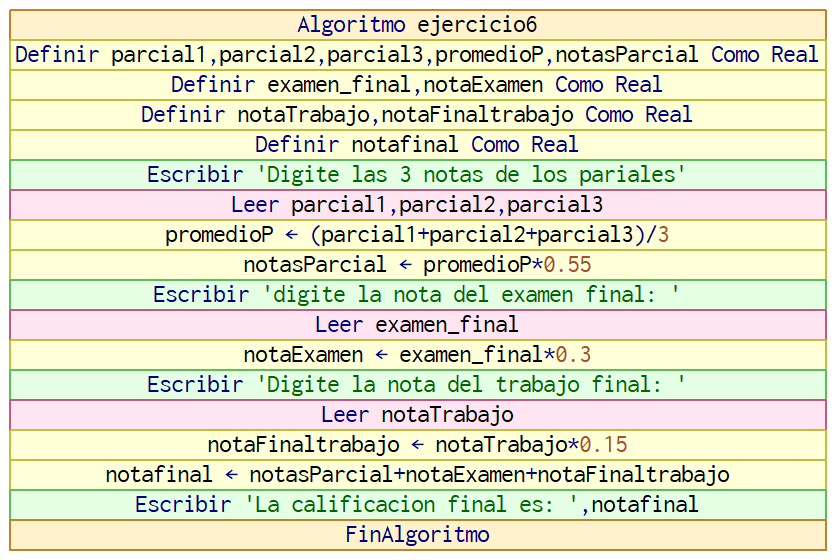 Algoritmo ejercicio6
Definir parcial1,parcial2,parcial3,promedioP,notasParcial Como Real
Definir examen_final,notaExamen Como Real
Definir notaTrabajo,notaFinaltrabajo Como Real
Definir notafinal Como Real
Escribir 'Digite las 3 notas de los pariales'
Leer parcial1,parcial2,parcial3
promedioP ← (parcial1+parcial2+parcial3)/3
notasParcial ← promedioP*0.55
Escribir 'digite la nota del examen final: '
Leer examen_final
notaExamen ← examen_final*0.3
Escribir 'Digite la nota del trabajo final: '
Leer notaTrabajo
notaFinaltrabajo ← notaTrabajo*0.15
notafinal ← notasParcial+notaExamen+notaFinaltrabajo
Escribir 'La calificacion final es: ',notafinal
FinAlgoritmo